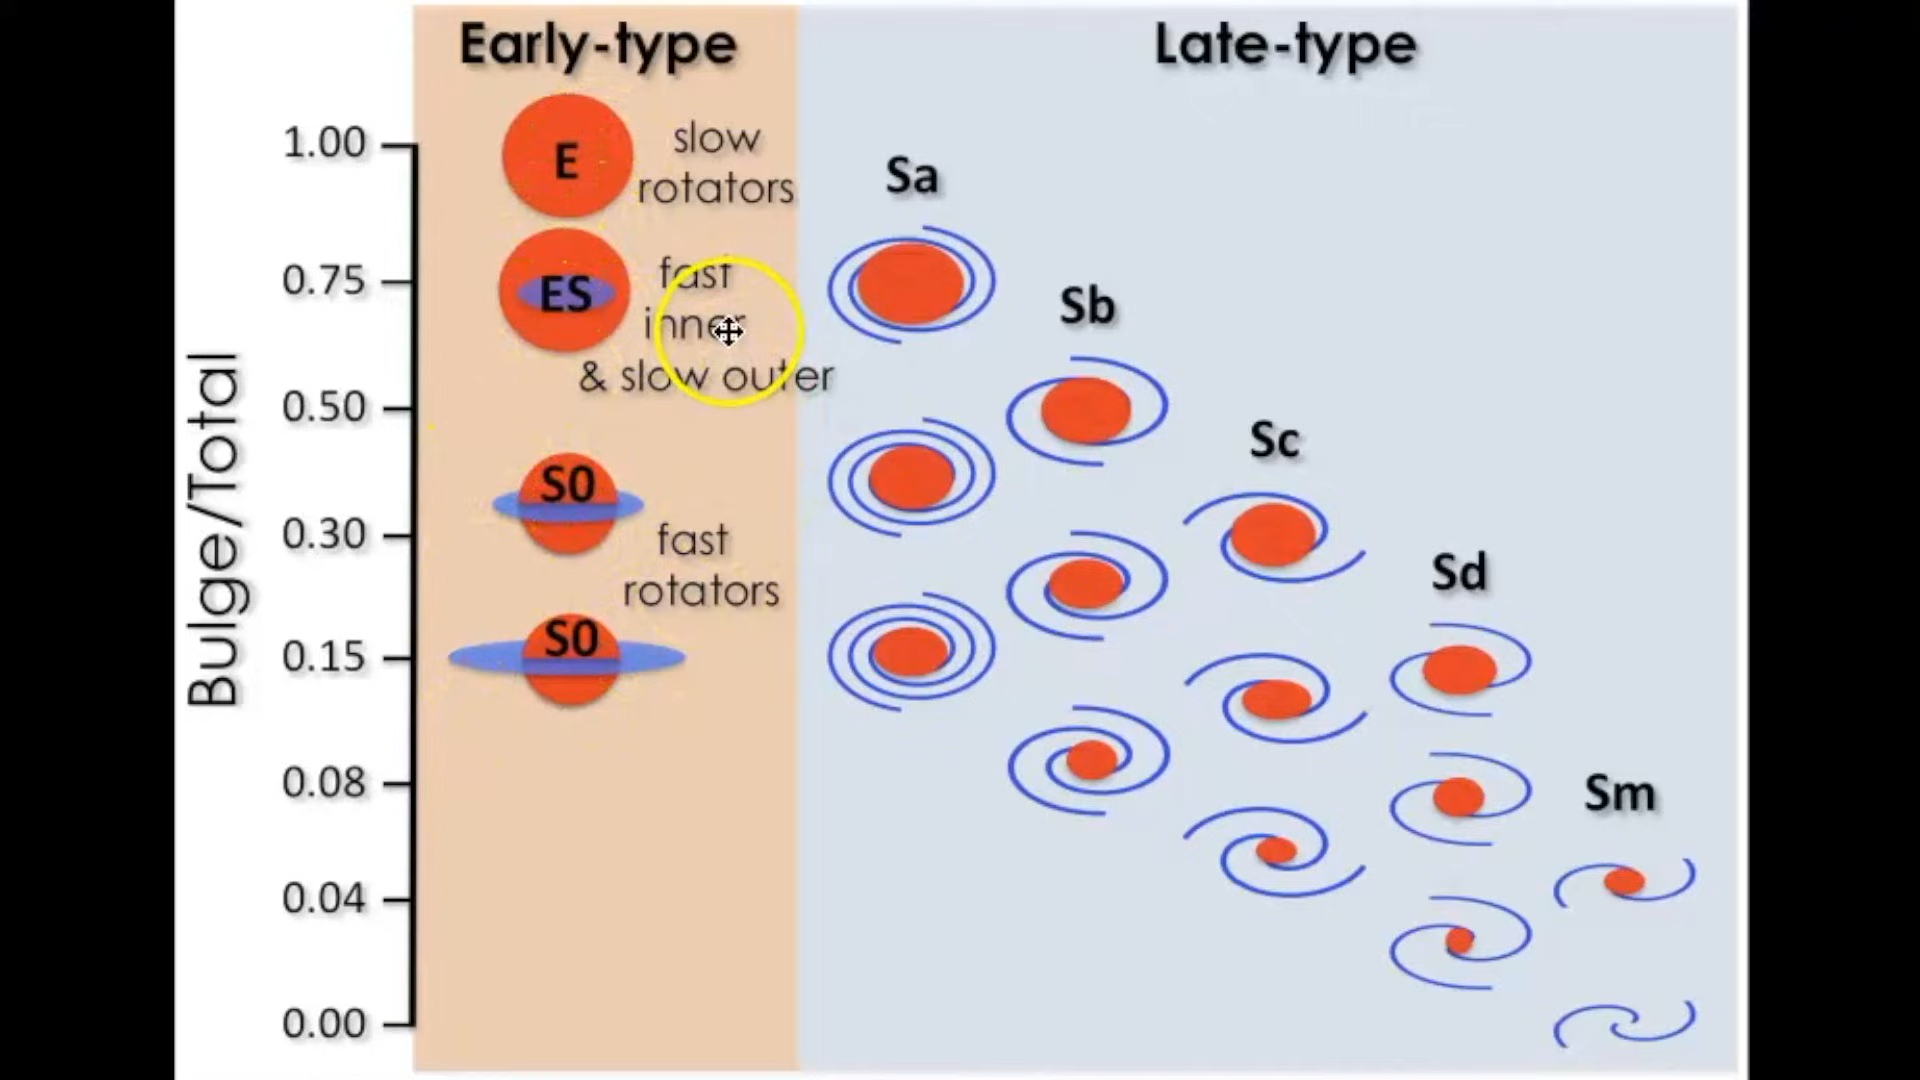 Early-type
Late-type
Bulge/Total
1.00
0.75
0.50
0.30
0.15
0.08
0.04
0.00
E
slow
rotators
ES
fast
inner
& slow outer
S0
fast
rotators
S0
Sa
Sb
Sc
Sd
Sm